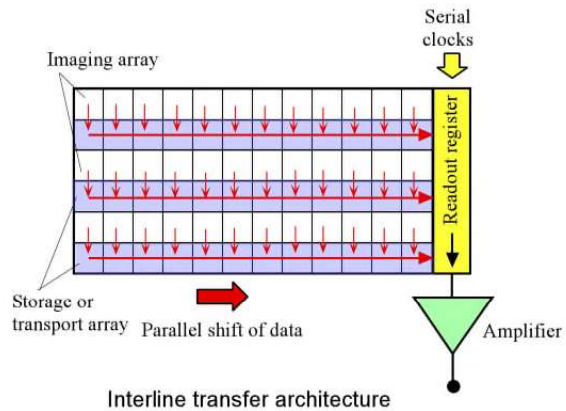 Serial
clocks
Imaging array
Readout register
Storage or
transport array
Parallel shift of data
Amplifier
Interline transfer architecture